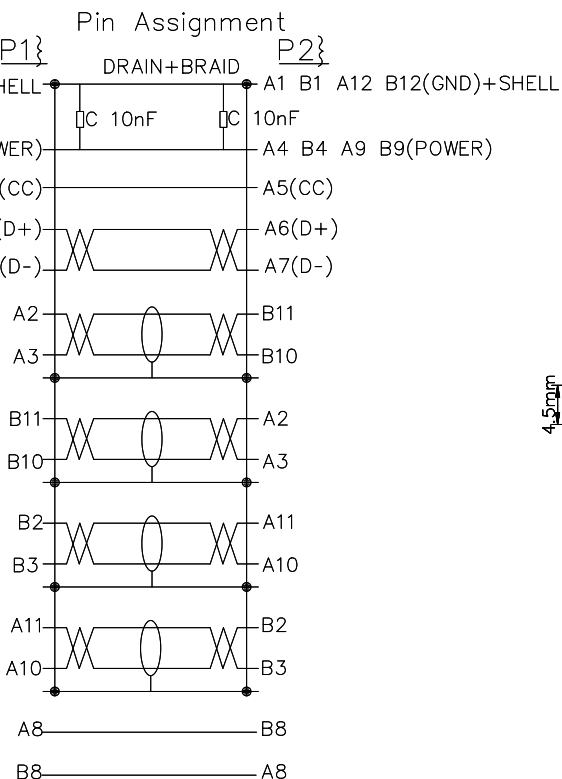 Pin Assignment
P1} P2}
DRAIN+BRAID
HELL A1 B1 A12 B12(GND)+SHELL
C 10nF C 10nF
WER) A4 B4 A9 B9(POWER)
(CC) A5(CC)
(D+) A6(D+)
(D-) A7(D-)
A2 B11
A3 B10
4.5mm
B11 A2
B10 A3
B2 A11
B3 A10
A11 B2
A10 B3
A8 B8
B8 A8